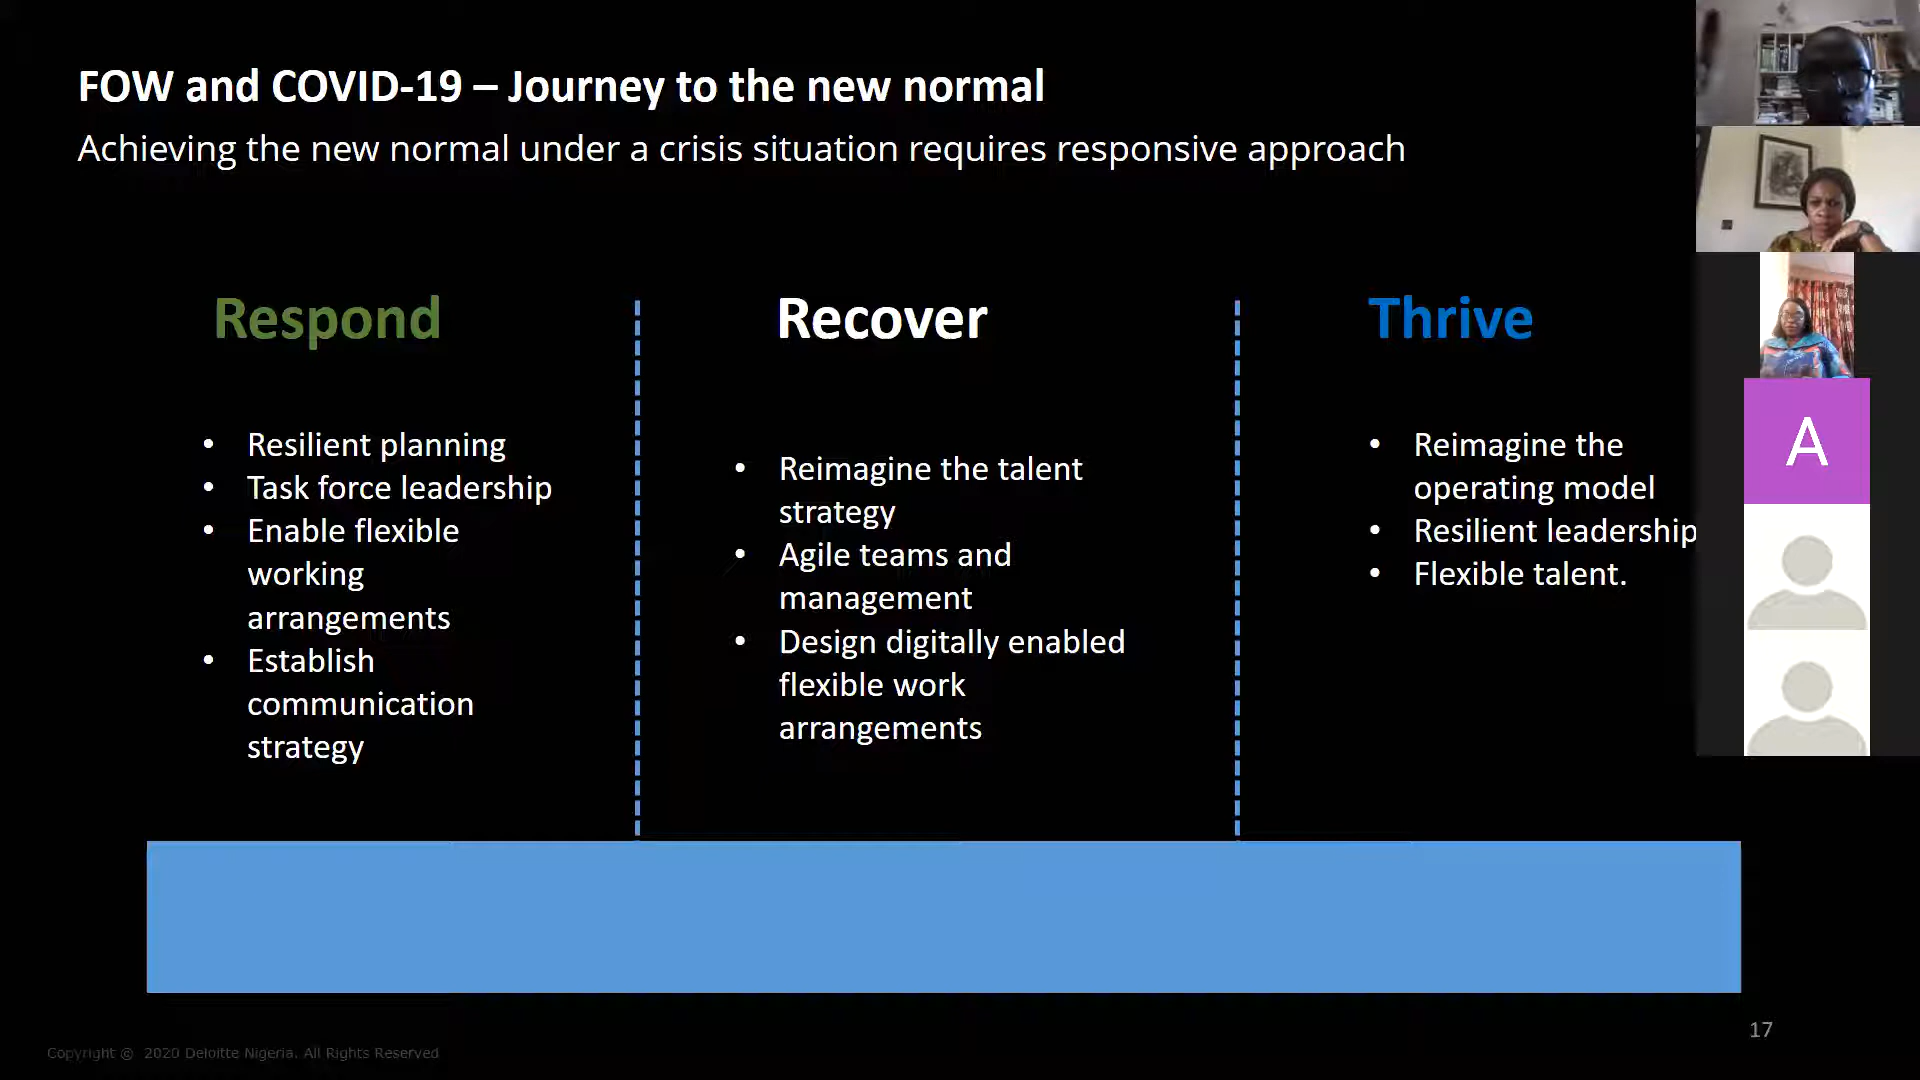 FOW and COVID-19 – Journey to the new normal
Achieving the new normal under a crisis situation requires responsive approach
Respond
• Resilient planning
• Task force leadership
• Enable flexible
working
arrangements
• Establish
communication
strategy
Recover
• Reimagine the talent
strategy
• Agile teams and
management
• Design digitally enabled
flexible work
arrangements
Thrive
• Reimagine the
operating model
• Resilient leadership
• Flexible talent.
A
17
Copyright © 2020 Deloitte Nigeria. All Rights Reserved